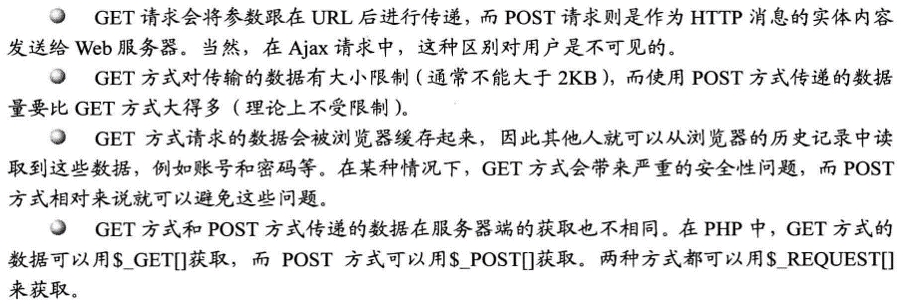 GET 请求会将参数跟在 URL 后进行传递，而 POST 请求则是作为 HTTP 消息的实体内容
发送给 Web 服务器。当然，在 Ajax 请求中，这种区别对用户是不可见的。
GET 方式对传输的数据有大小限制（通常不能大于 2KB），而使用 POST 方式传递的数据
量要比 GET 方式大得多（理论上不受限制）。
GET 方式请求的数据会被浏览器缓存起来，因此其他人就可以从浏览器的历史记录中读
取到这些数据，例如账号和密码等。在某种情况下，GET 方式会带来严重的安全性问题，而 POST
方式相对来说就可以避免这些问题。
GET 方式和 POST 方式传递的数据在服务器端的获取也不相同。在 PHP 中，GET 方式的
数据可以用$_GET[]获取，而 POST 方式可以用$_POST[]获取。两种方式都可以用$_REQUEST[]
来获取。